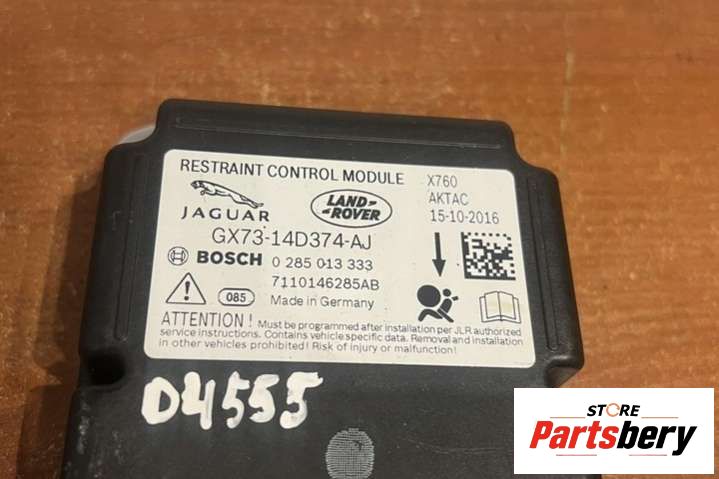 RESTRAINT CONTROL MODULE X760
AKTAC
15-10-2016
JAGUAR
LAND-
-ROVER
GX73-14D374-AJ
BOSCH 0 285 013 333
7110146285AB
085 Made in Germany
ATTENTION ! Must be programmed after installation per JLR authorized
service instructions. Contains vehicle specific data. Removal and installation
in other vehicles prohibited! Risk of injury or malfunction!
D4555
STORE
Partsbery